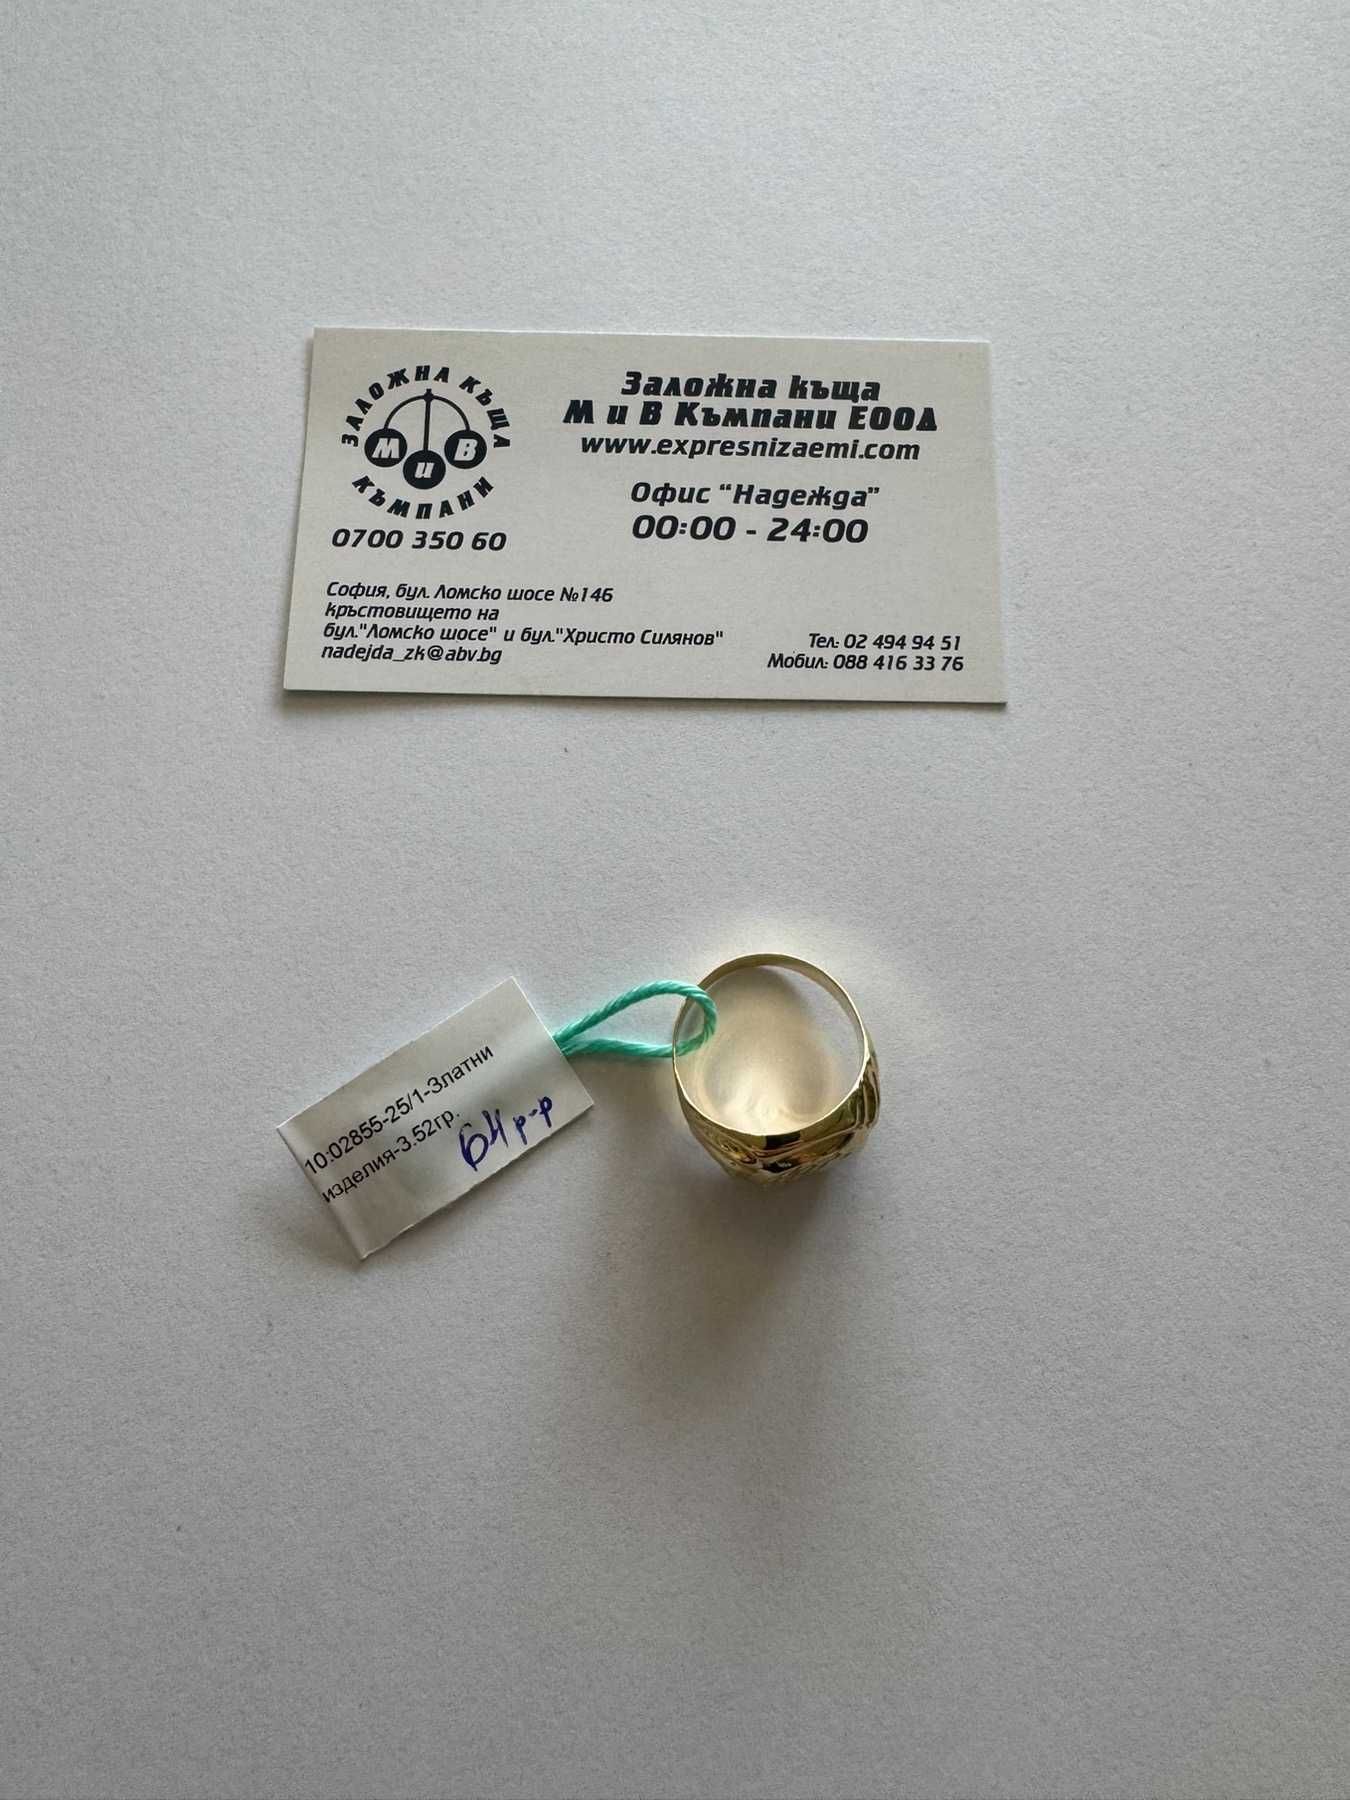 ЗАЛОЖНА КЪЩА
М и В
КЪМПАНИ
0700 350 60
Заложна къща
М и В Къмпани ЕООД
www.expresnizaemi.com
Офис “Надежда”
00:00 - 24:00
София, бул. Ломско шосе №146
кръстовището на
бул."Ломско шосе" и бул."Христо Силянов"
nadejda_zk@abv.bg
Тел: 02 494 94 51
Мобил: 088 416 33 76
10:02855-25/1-Златни
изделия-3.52гр.
64 р-р